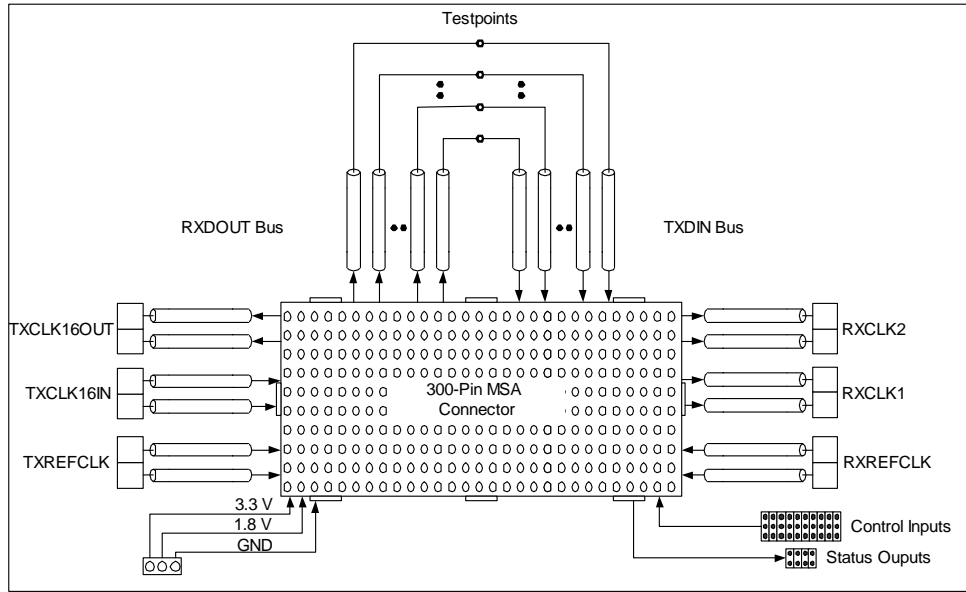 Testpoints
RXDOUT Bus
TXDIN Bus
TXCLK16OUT
RXCLK2
TXCLK16IN
300-Pin MSA
Connector
RXCLK1
TXREFCLK
RXREFCLK
3.3 V
1.8 V
GND
Control Inputs
Status Ouputs